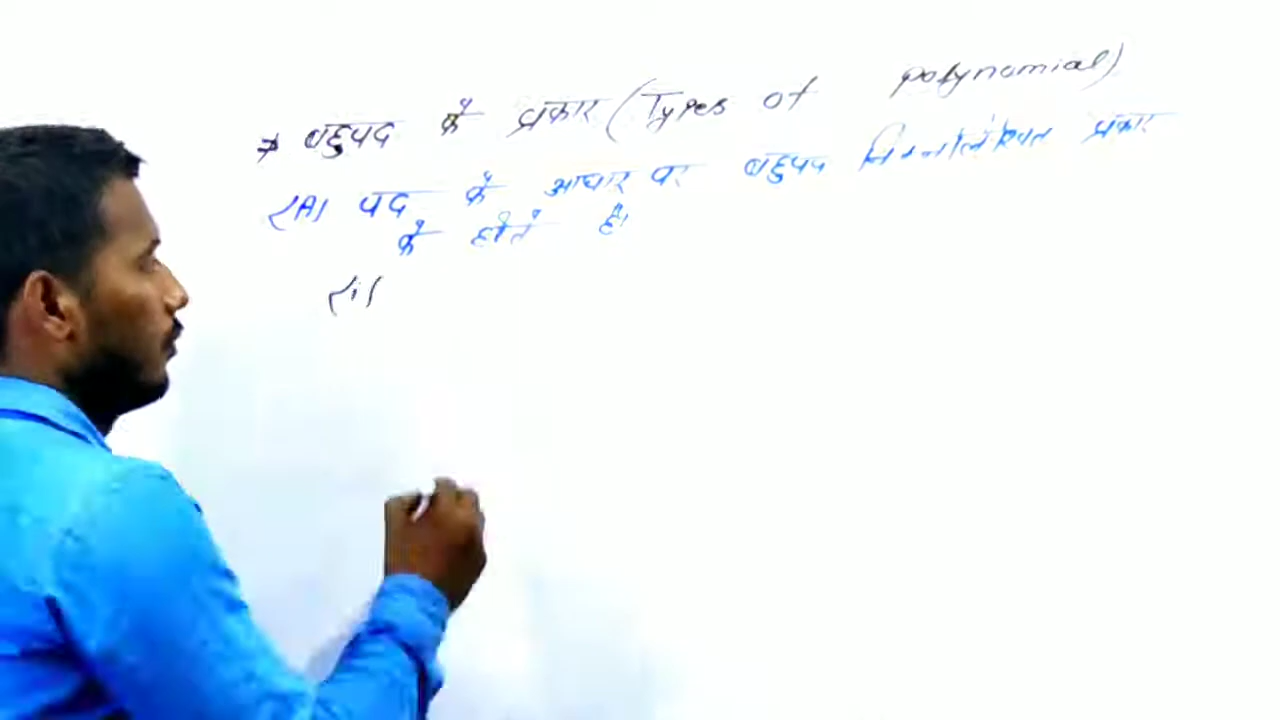 ⇒ बहुपद के प्रकार (Types of polynomial)
(A) पद के आधार पर बहुपद निम्नलिखित प्रकार
के होते हैं।
(i)